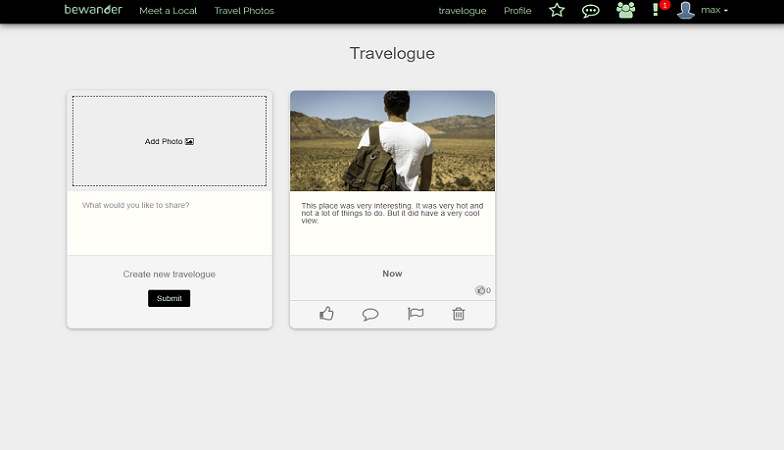 bewander Meet a Local Travel Photos travelogue Profile 1 max
Travelogue
Add Photo
What would you like to share?
Create new travelogue
Submit
This place was very interesting. It was very hot and
not a lot of things to do. But it did have a very cool
view.
Now
0